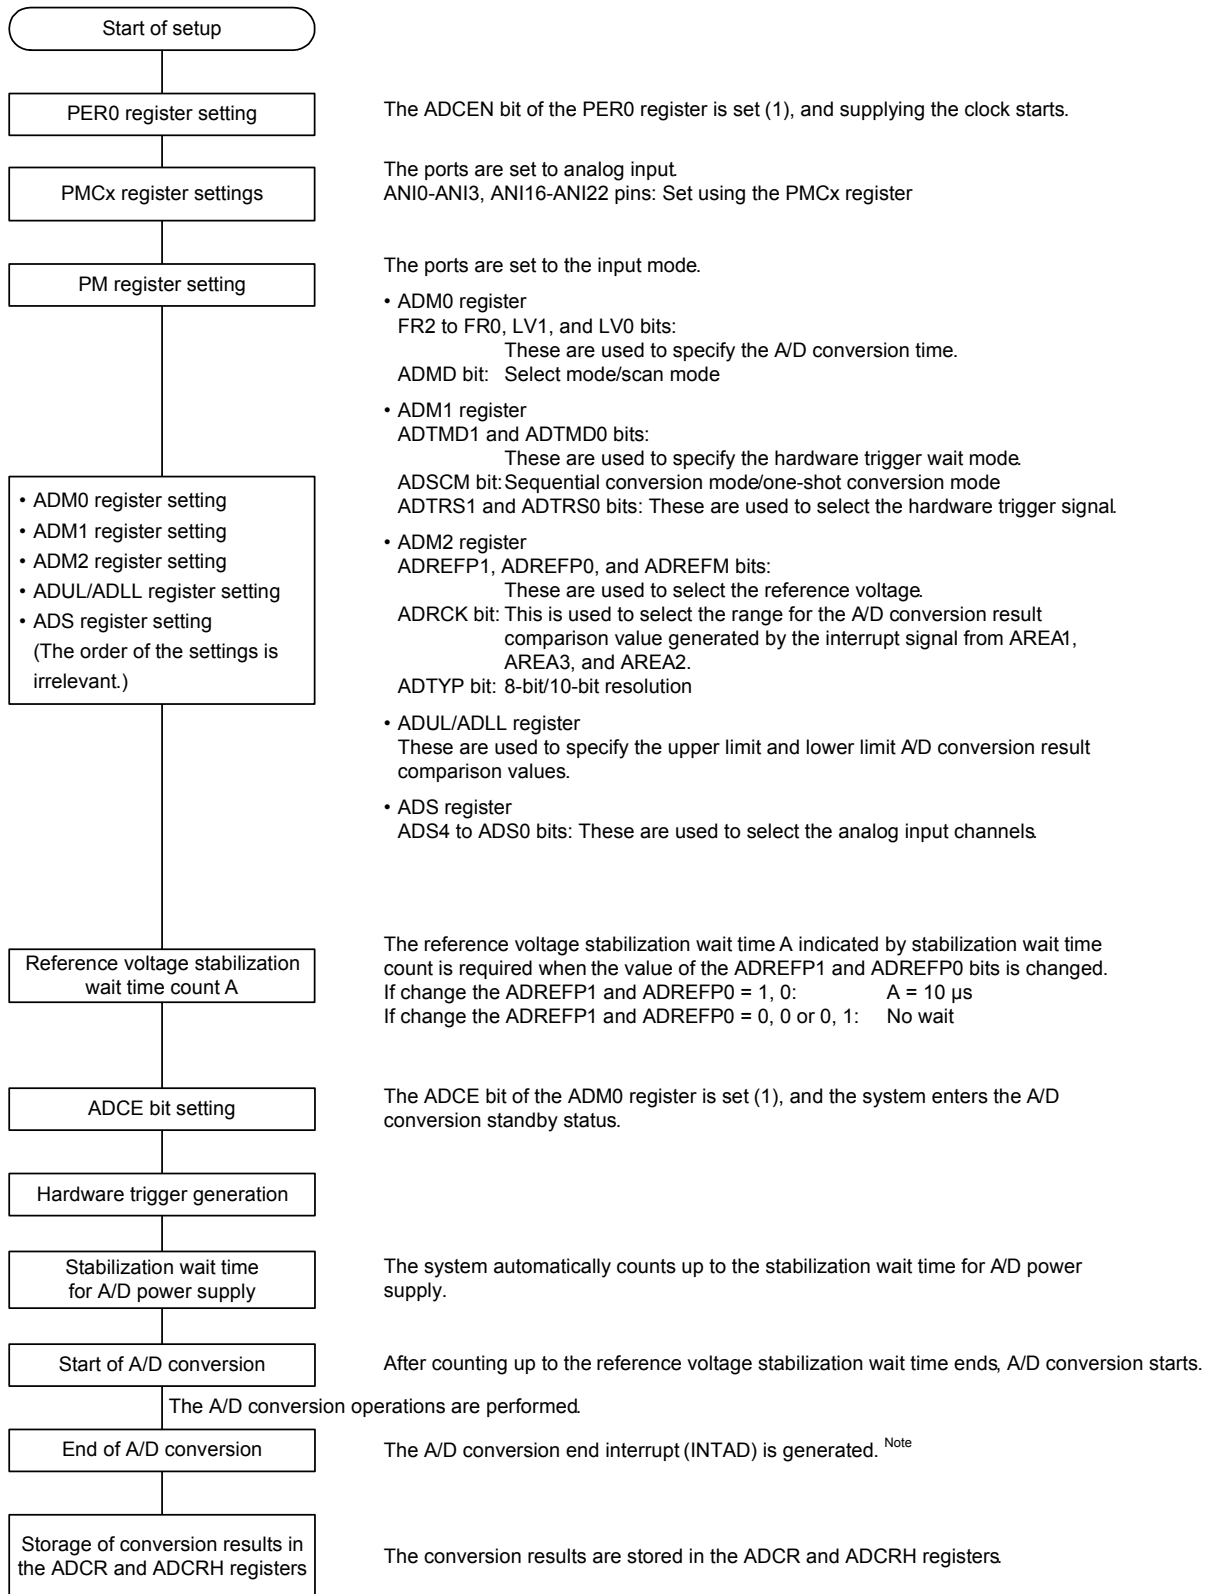 Start of setup
PER0 register setting
The ADCEN bit of the PER0 register is set (1), and supplying the clock starts.
PMCx register settings
The ports are set to analog input.
ANI0-ANI3, ANI16-ANI22 pins: Set using the PMCx register
PM register setting
The ports are set to the input mode.
• ADM0 register setting
• ADM1 register setting
• ADM2 register setting
• ADUL/ADLL register setting
• ADS register setting
(The order of the settings is
irrelevant.)
• ADM0 register
FR2 to FR0, LV1, and LV0 bits:
These are used to specify the A/D conversion time.
ADMD bit: Select mode/scan mode
• ADM1 register
ADTMD1 and ADTMD0 bits:
These are used to specify the hardware trigger wait mode.
ADSCM bit: Sequential conversion mode/one-shot conversion mode
ADTRS1 and ADTRS0 bits: These are used to select the hardware trigger signal.
• ADM2 register
ADREFP1, ADREFP0, and ADREFM bits:
These are used to select the reference voltage.
ADRCK bit: This is used to select the range for the A/D conversion result
comparison value generated by the interrupt signal from AREA1,
AREA3, and AREA2.
ADTYP bit: 8-bit/10-bit resolution
• ADUL/ADLL register
These are used to specify the upper limit and lower limit A/D conversion result
comparison values.
• ADS register
ADS4 to ADS0 bits: These are used to select the analog input channels.
Reference voltage stabilization
wait time count A
The reference voltage stabilization wait time A indicated by stabilization wait time
count is required when the value of the ADREFP1 and ADREFP0 bits is changed.
If change the ADREFP1 and ADREFP0 = 1, 0: A = 10 µs
If change the ADREFP1 and ADREFP0 = 0, 0 or 0, 1: No wait
ADCE bit setting
The ADCE bit of the ADM0 register is set (1), and the system enters the A/D
conversion standby status.
Hardware trigger generation
Stabilization wait time
for A/D power supply
The system automatically counts up to the stabilization wait time for A/D power
supply.
Start of A/D conversion
After counting up to the reference voltage stabilization wait time ends, A/D conversion starts.
The A/D conversion operations are performed.
End of A/D conversion
The A/D conversion end interrupt (INTAD) is generated. Note
Storage of conversion results in
the ADCR and ADCRH registers
The conversion results are stored in the ADCR and ADCRH registers.